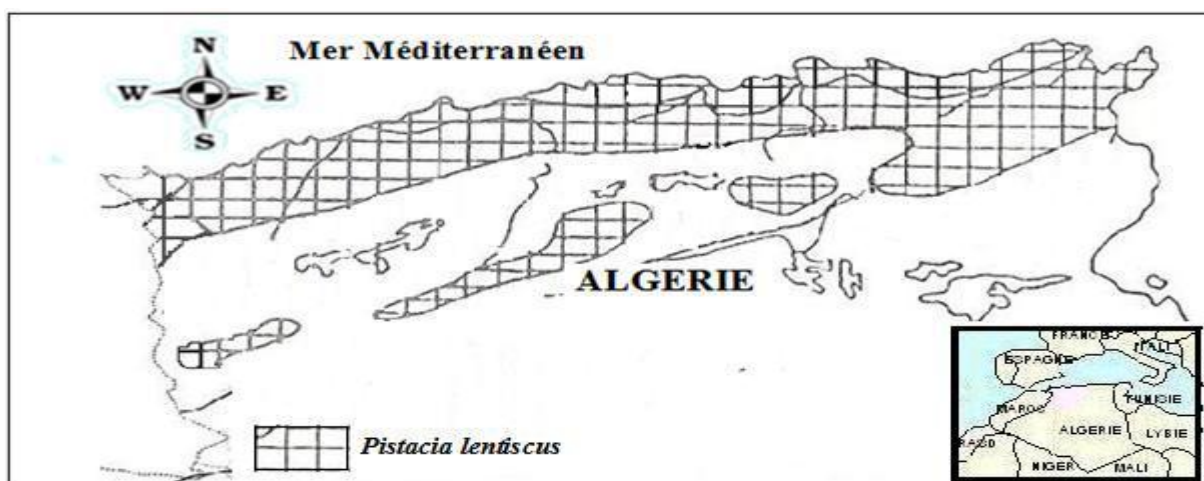 Mer Méditerranéen
N
W E
S
ALGERIE
Pistacia lentiscus
FRANCE
ITALI
ESPAGNE
MAROC
TUNISIE
ALGERIE
LYBIE
NIGER
MALI